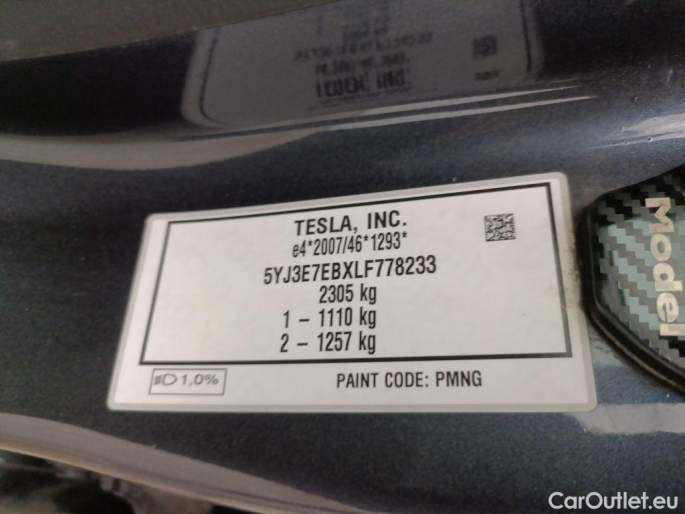 TESLA, INC.
e4*2007/46*1293*
5YJ3E7EBXLF778233
2305 kg
1 – 1110 kg
2 – 1257 kg
1,0%
PAINT CODE: PMNG
Model
CarOutlet.eu